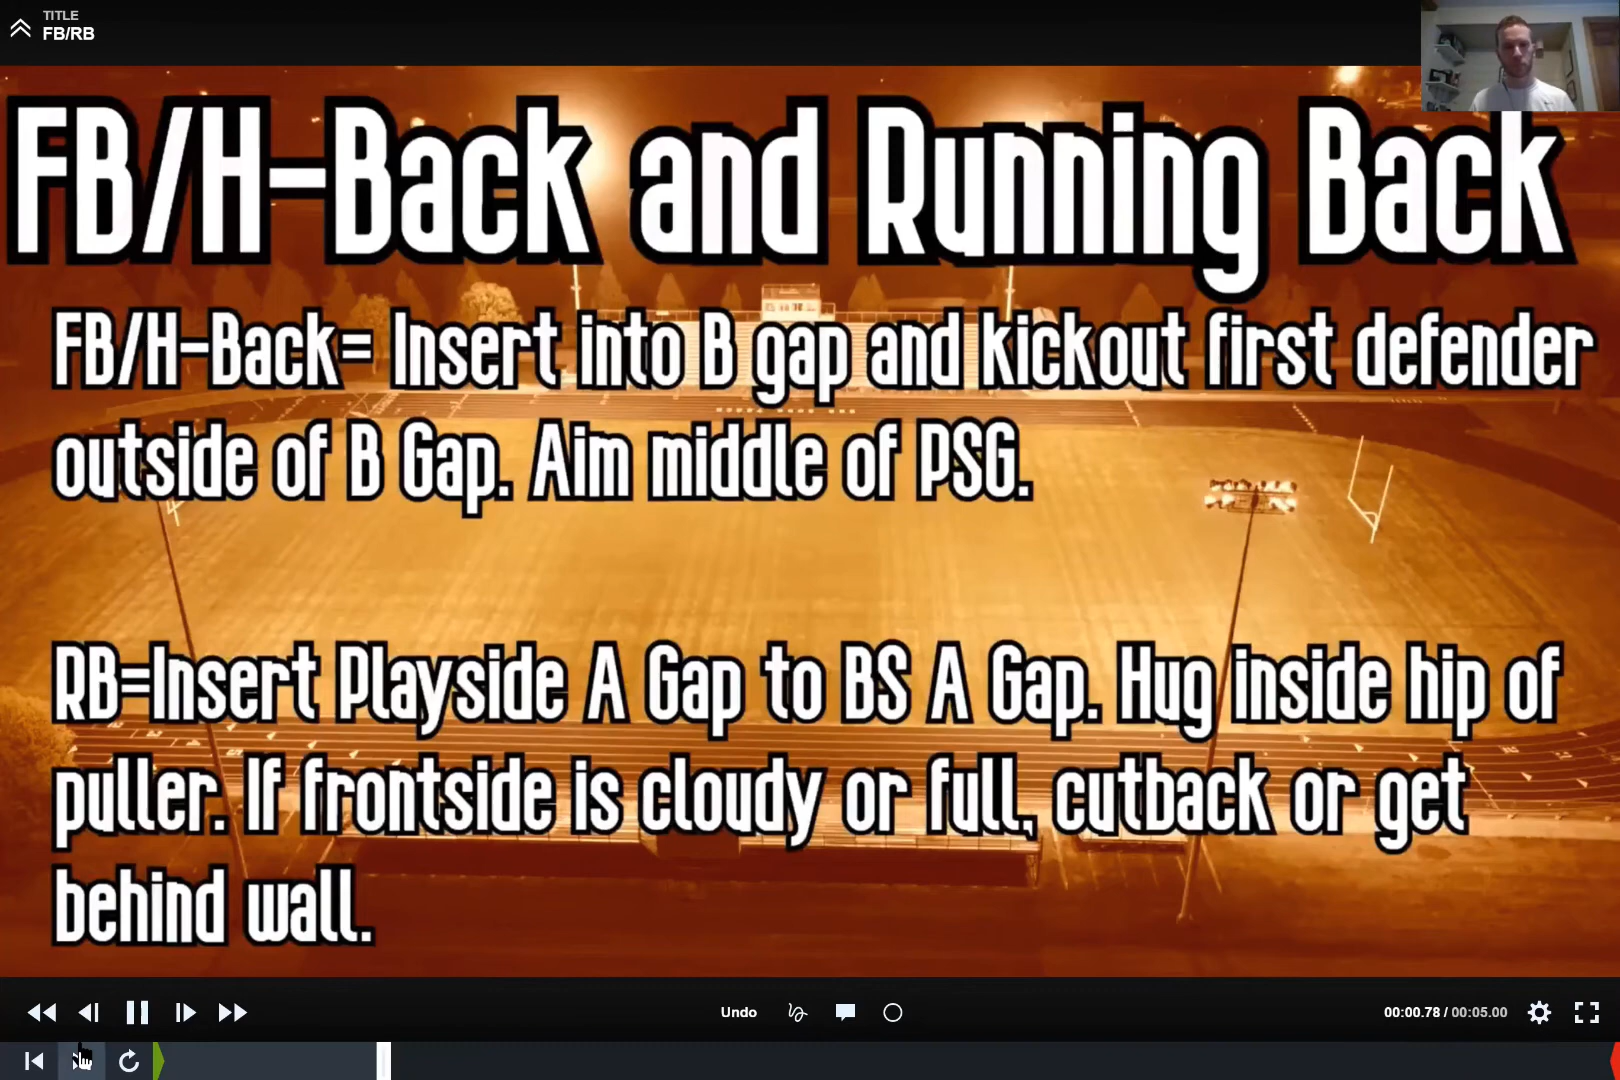 TITLE
FB/RB
FB/H-Back and Running Back
FB/H-Back= Insert into B gap and kickout first defender
outside of B Gap. Aim middle of PSG.
RB=Insert Playside A Gap to BS A Gap. Hug inside hip of
puller. If frontside is cloudy or full, cutback or get
behind wall.
Undo
00:00.78 / 00:05.00